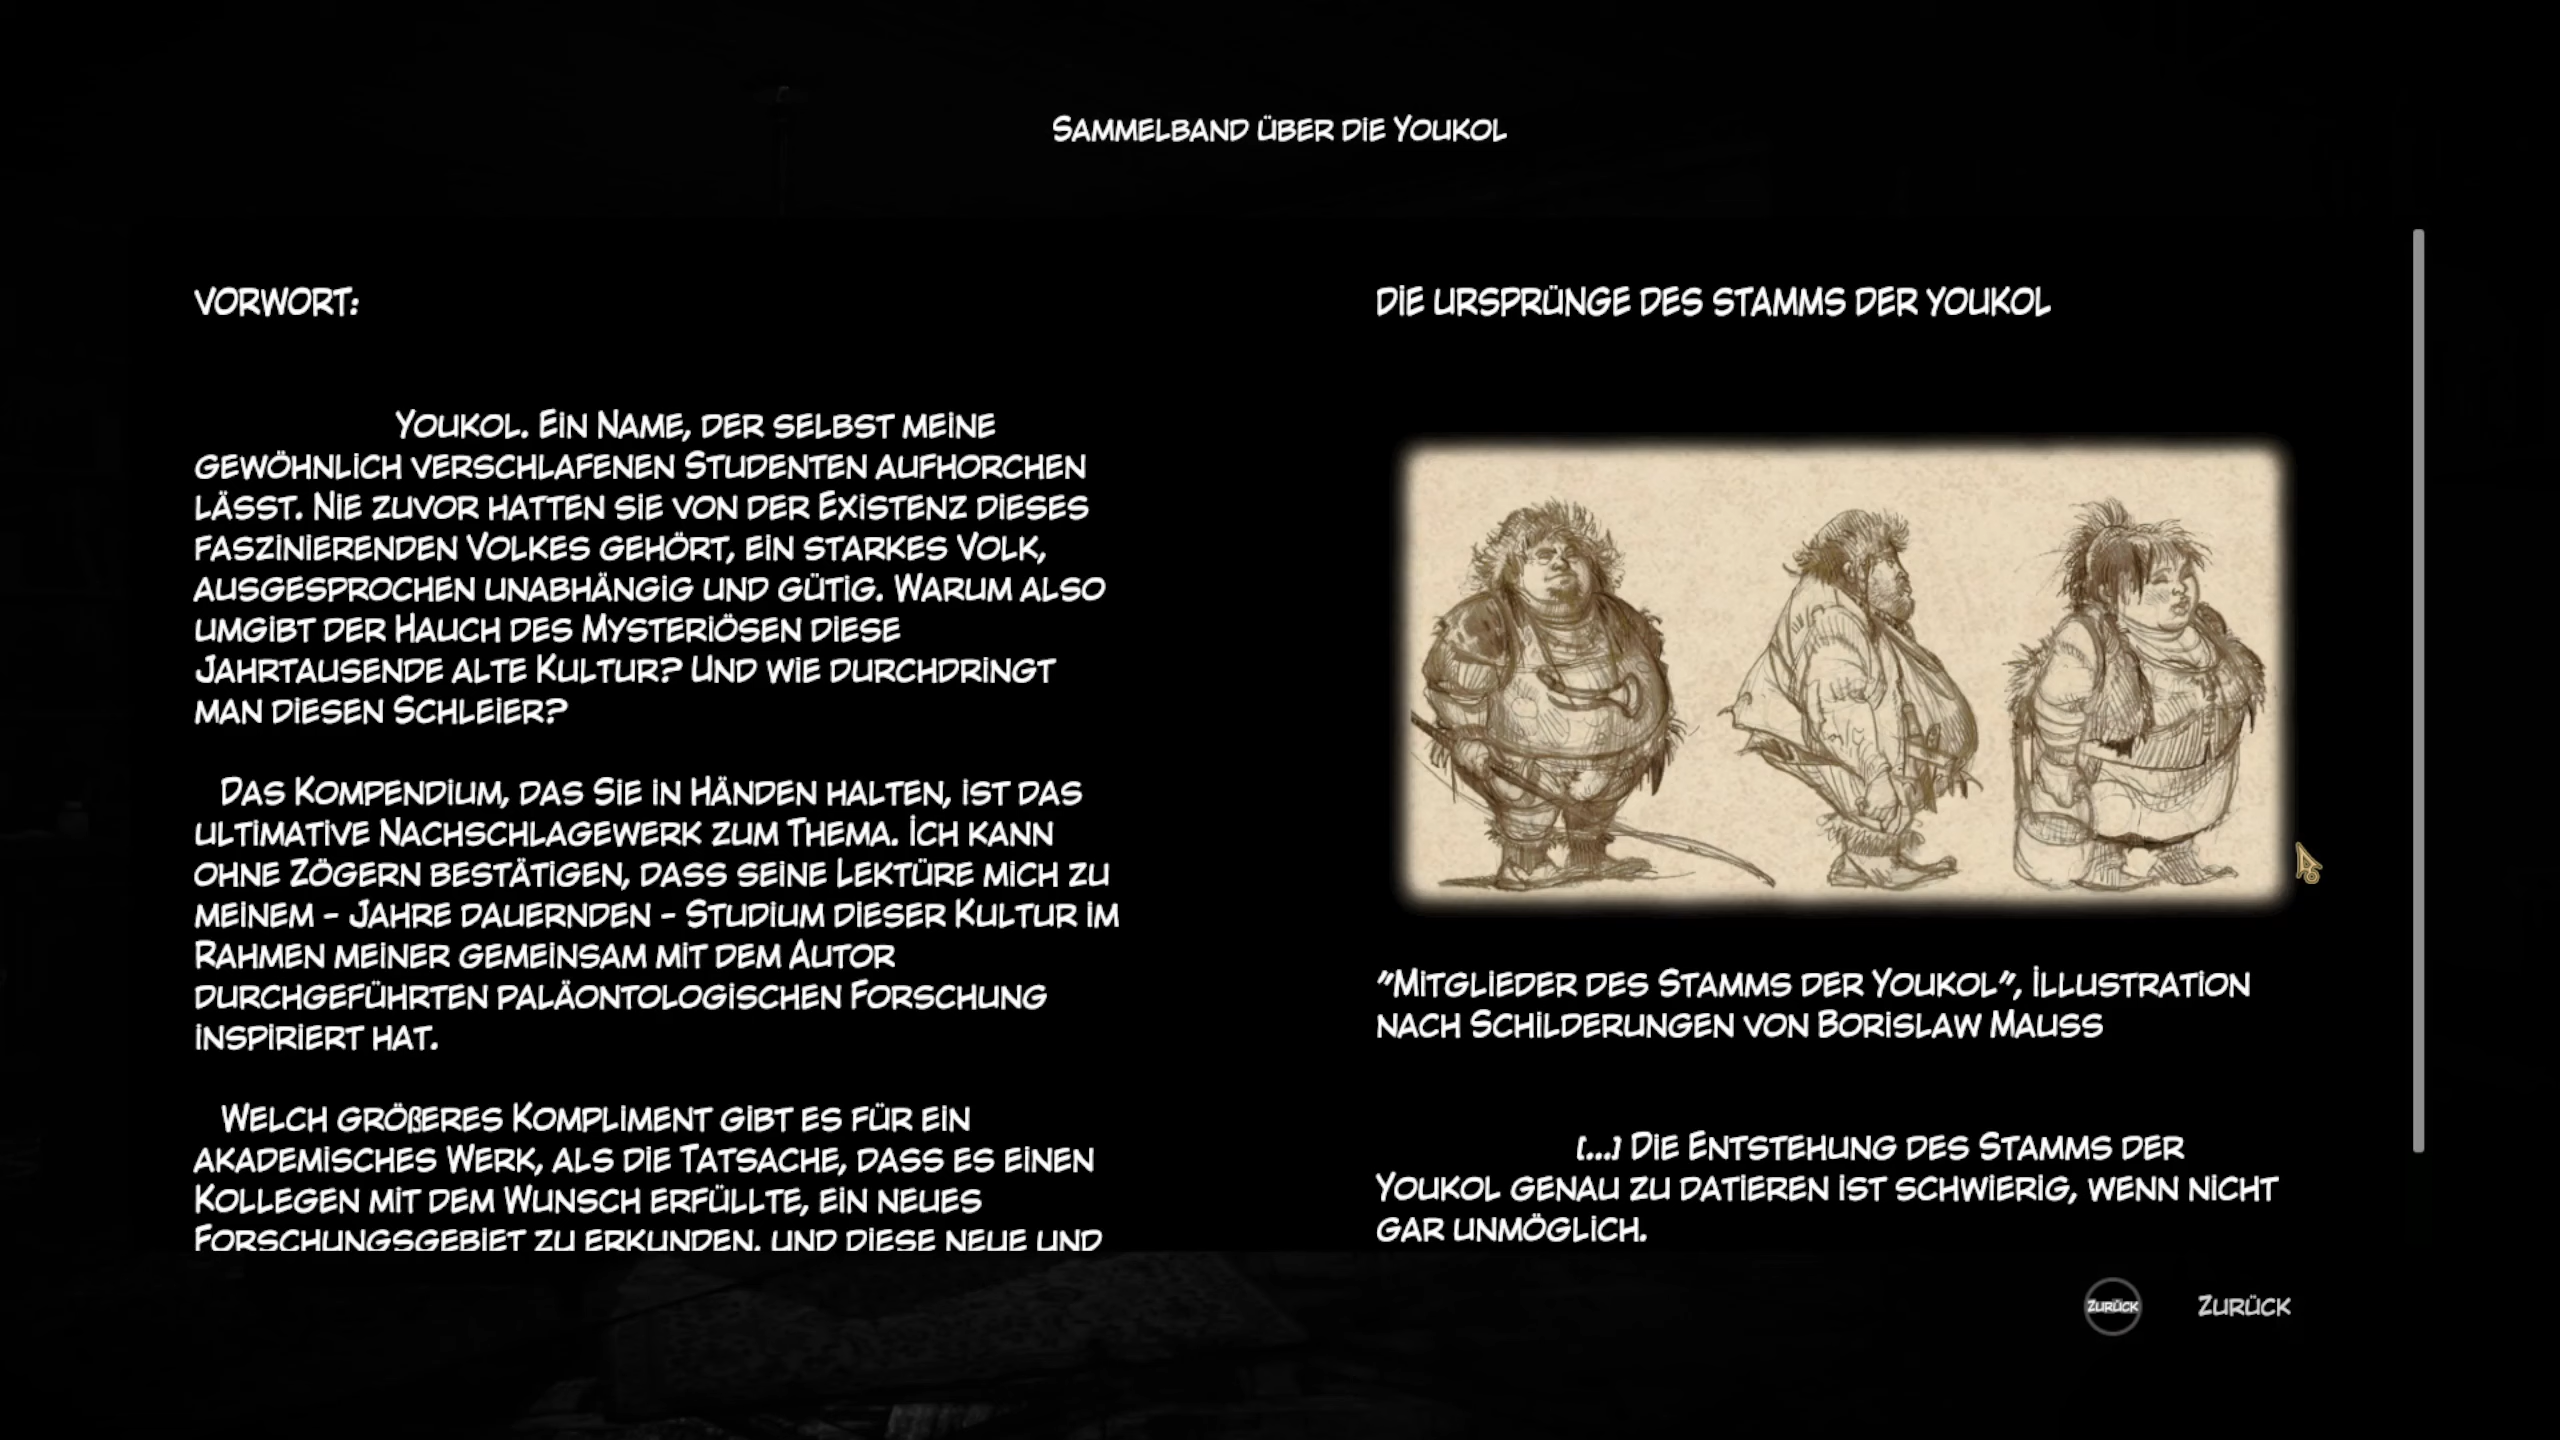 Sammelband über die Youkol
VORWORT:
Youkol. Ein Name, der selbst meine
gewöhnlich verschlafenen Studenten aufhorchen
lässt. Nie zuvor hatten sie von der Existenz dieses
faszinierenden Volkes gehört, ein starkes Volk,
ausgesprochen unabhängig und gütig. Warum also
umgibt der Hauch des Mysteriösen diese
Jahrtausende alte Kultur? Und wie durchdringt
man diesen Schleier?
Das Kompendium, das Sie in Händen halten, ist das
ultimative Nachschlagewerk zum Thema. Ich kann
ohne Zögern bestätigen, dass seine Lektüre mich zu
meinem - Jahre dauernden - Studium dieser Kultur im
Rahmen meiner gemeinsam mit dem Autor
durchgeführten paläontologischen Forschung
inspiriert hat.
Welch größeres Kompliment gibt es für ein
akademisches Werk, als die Tatsache, dass es einen
Kollegen mit dem Wunsch erfüllte, ein neues
Forschungsgebiet zu erkunden, und diese neue und
DIE URSPRÜNGE DES STAMMS DER YOUKOL
"Mitglieder des Stamms der Youkol", Illustration
nach Schilderungen von Borislaw Mauss
[...] Die Entstehung des Stamms der
Youkol genau zu datieren ist schwierig, wenn nicht
gar unmöglich.
Zurück Zurück